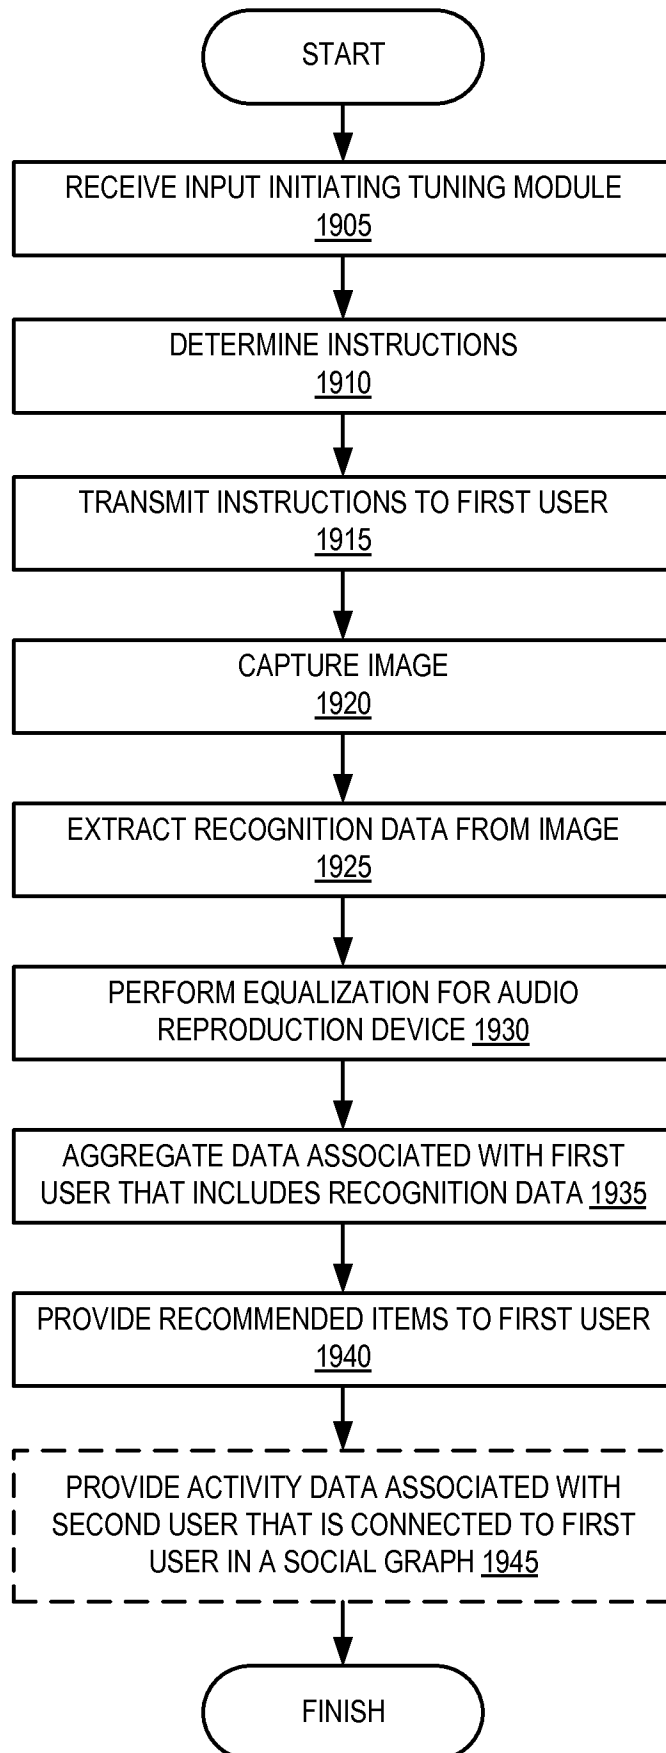 START
RECEIVE INPUT INITIATING TUNING MODULE
1905
DETERMINE INSTRUCTIONS
1910
TRANSMIT INSTRUCTIONS TO FIRST USER
1915
CAPTURE IMAGE
1920
EXTRACT RECOGNITION DATA FROM IMAGE
1925
PERFORM EQUALIZATION FOR AUDIO
REPRODUCTION DEVICE 1930
AGGREGATE DATA ASSOCIATED WITH FIRST
USER THAT INCLUDES RECOGNITION DATA 1935
PROVIDE RECOMMENDED ITEMS TO FIRST USER
1940
PROVIDE ACTIVITY DATA ASSOCIATED WITH
SECOND USER THAT IS CONNECTED TO FIRST
USER IN A SOCIAL GRAPH 1945
FINISH